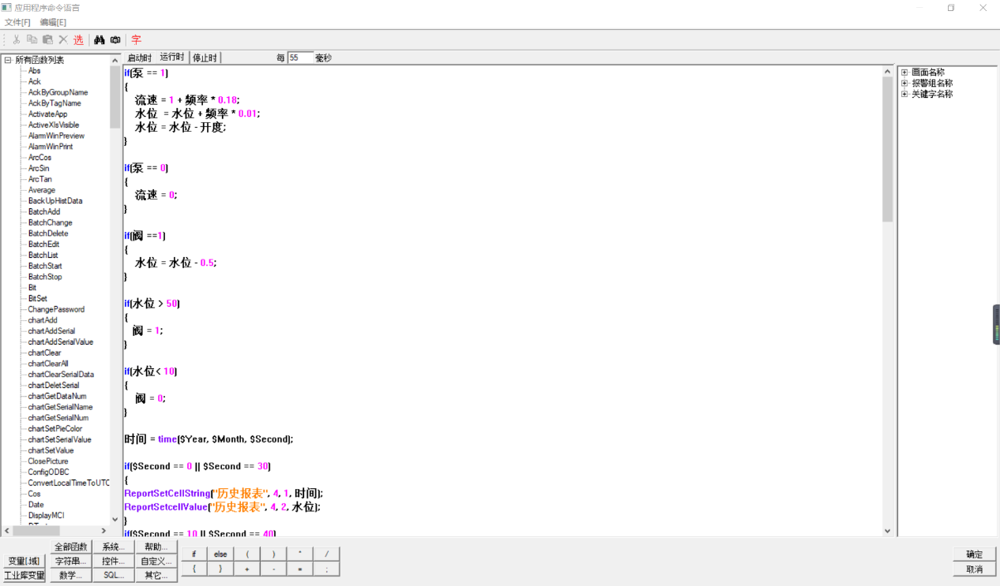 应用程序命令语言
文件[F] 编辑[E]
选 字
启动时 运行时 停止时 每 55 毫秒
所有函数列表
Abs
Ack
AckByGroupName
AckByTagName
ActivateApp
ActiveXIsVisible
AlarmWinPreview
AlarmWinPrint
ArcCos
ArcSin
ArcTan
Average
BackUpHistData
BatchAdd
BatchChange
BatchDelete
BatchEdit
BatchList
BatchStart
BatchStop
Bit
BitSet
ChangePassword
chartAdd
chartAddSerial
chartAddSerialValue
chartClear
chartClearAll
chartClearSerialData
chartDeletSerial
chartGetDataNum
chartGetSerialName
chartGetSerialNum
chartSetPieColor
chartSetSerialValue
chartSetValue
ClosePicture
ConfigODBC
ConvertLocalTimeToUTC
Cos
Date
DisplayMCI
if(泵 == 1)
{
流速 = 1 + 频率 * 0.18;
水位 = 水位 + 频率 * 0.01;
水位 = 水位 - 开度;
}
if(泵 == 0)
{
流速 = 0;
}
if(阀 ==1)
{
水位 = 水位 - 0.5;
}
if(水位 > 50)
{
阀 = 1;
}
if(水位< 10)
{
阀 = 0;
}
时间 = time($Year, $Month, $Second);
if($Second == 0 || $Second == 30)
{
ReportSetCellString("历史报表", 4, 1, 时间);
ReportSetcellValue("历史报表", 4, 2, 水位);
}
if($Second == 10 || $Second == 40)
画面名称
报警组名称
关键字名称
全部函数 系统... 帮助...
变量[.域] 字符串... 控件... 自定义...
工业库变量 数学... SQL... 其它...
if else ( ) " /
{ } + - = ;
确定
取消